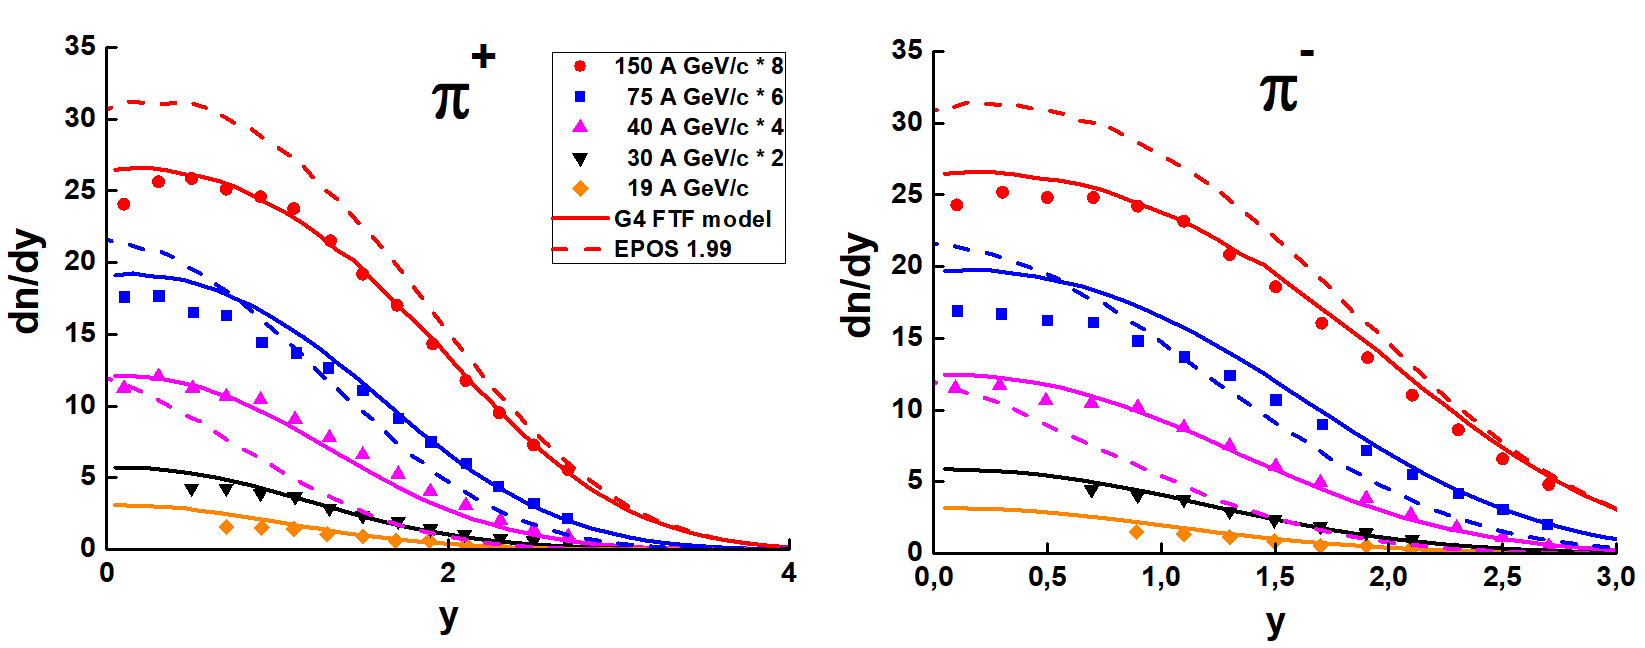 π+
35
30
25
20
15
10
5
0
dn/dy
0
2
4
y
150 A GeV/c * 8
75 A GeV/c * 6
40 A GeV/c * 4
30 A GeV/c * 2
19 A GeV/c
G4 FTF model
EPOS 1.99
π-
35
30
25
20
15
10
5
0
dn/dy
0,0
0,5
1,0
1,5
2,0
2,5
3,0
y